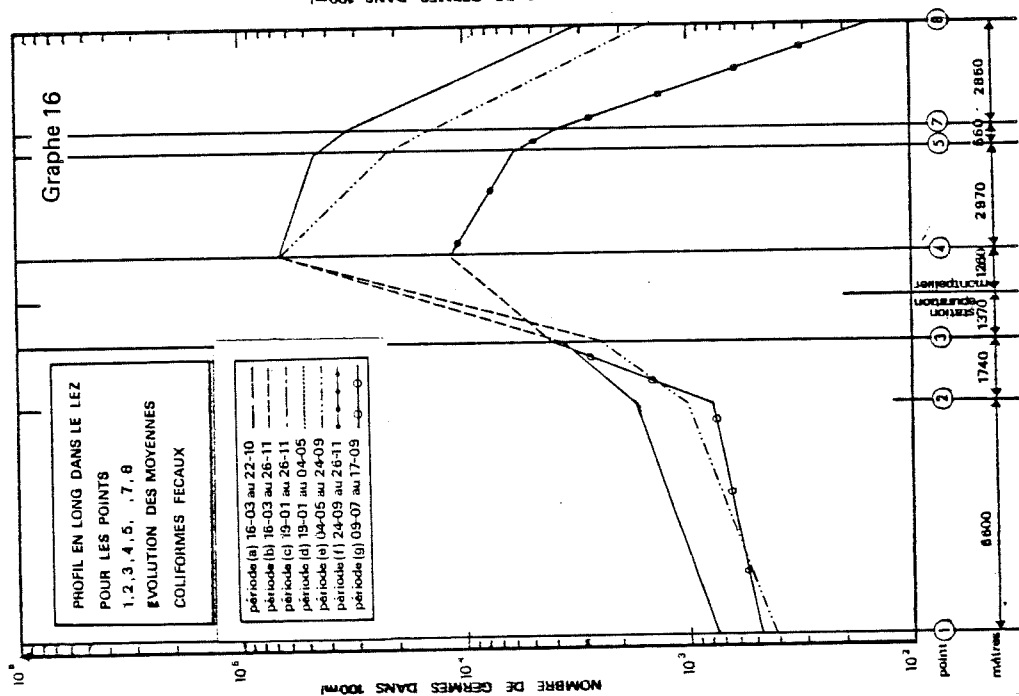 Graphe 16
PROFIL EN LONG DANS LE LEZ
POUR LES POINTS
1,2,3,4,5, ,7,8
EVOLUTION DES MOYENNES
COLIFORMES FECAUX
période(a) 16-03 au 22-10
période(b) 16-03 au 26-11
période(c) 19-01 au 26-11
période(d) 19-01 au 04-05
période(e) 04-05 au 24-09
période(f) 24-09 au 26-11
période(g) 09-07 au 17-09
NOMBRE DE GERMES DANS 100ml
10³
10²
point
1
2
3
4
5
7
8
station
épuration
montpellier
mètres
6600
1740
1370
1260
2970
660
2860